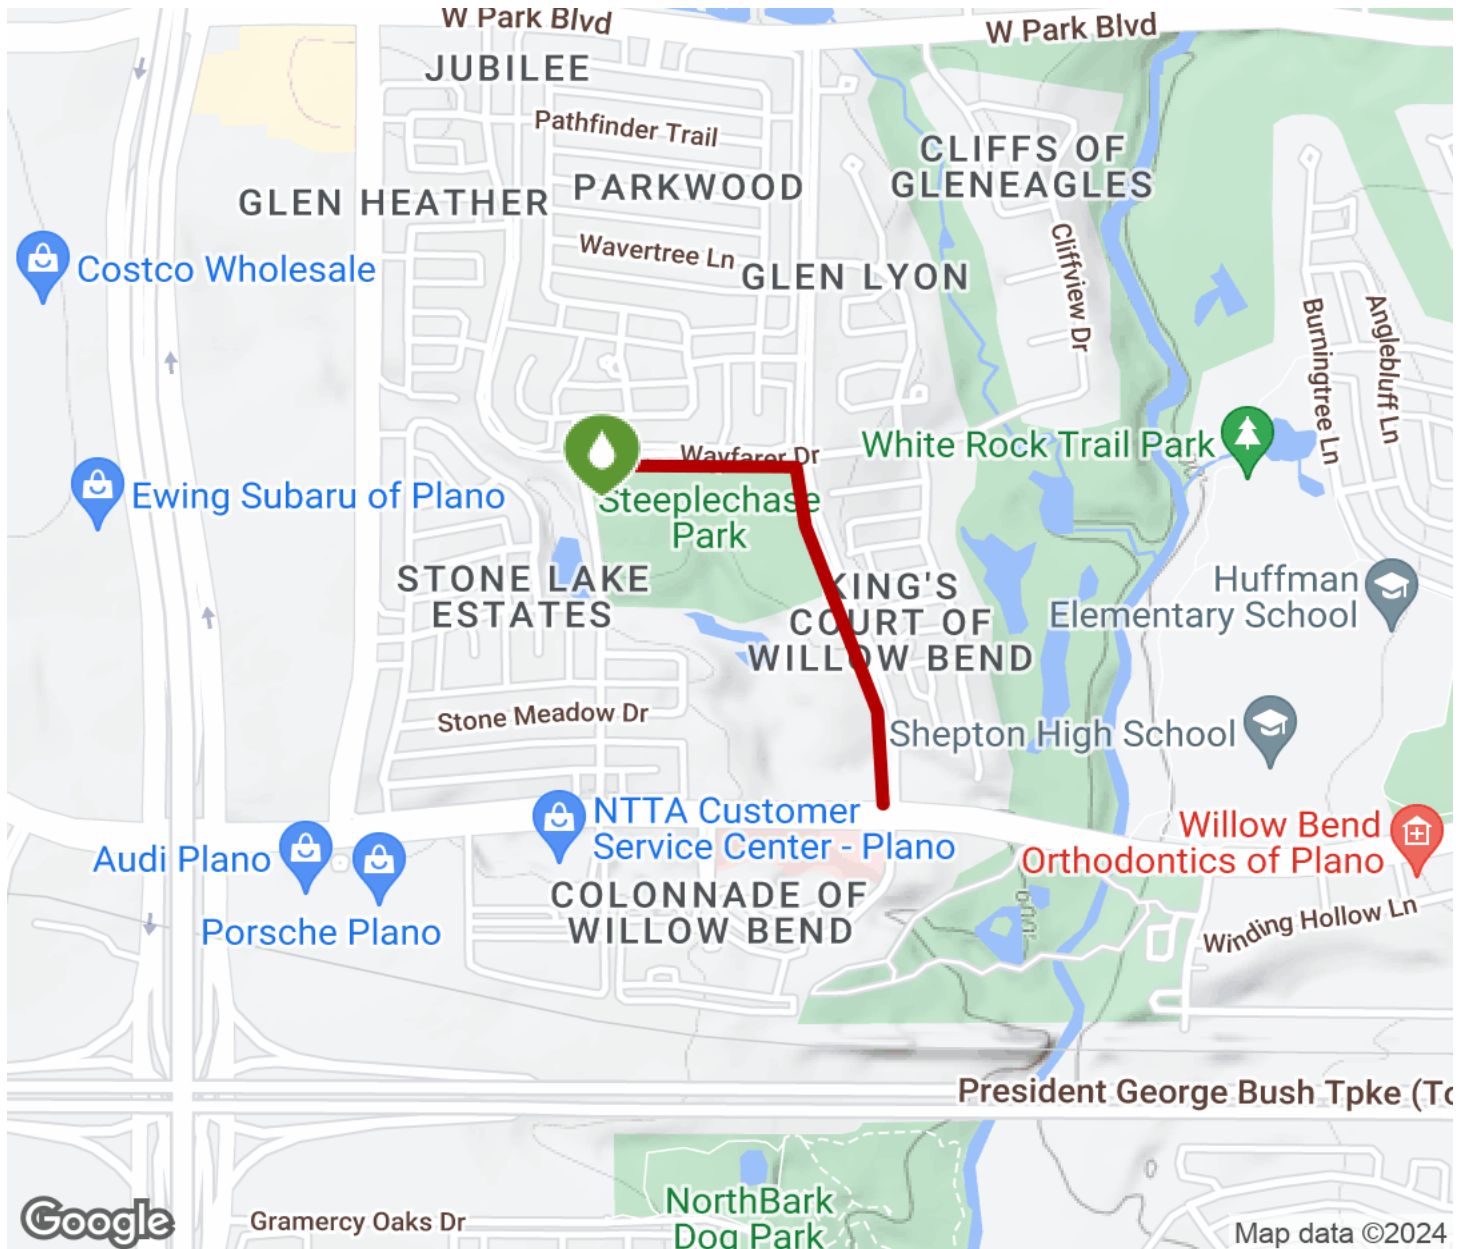 W Park Blvd
W Park Blvd
JUBILEE
Pathfinder Trail
CLIFFS OF
GLENEAGLES
PARKWOOD
GLEN HEATHER
Wavertree Ln
Cliffview Dr
Costco Wholesale
GLEN LYON
Burningtree Ln
Anglebluff Ln
Wayfarer Dr
White Rock Trail Park
Ewing Subaru of Plano
Steeplechase
Park
STONE LAKE
ESTATES
KING'S
COURT OF
WILLOW BEND
Huffman
Elementary School
Stone Meadow Dr
Shepton High School
NTTA Customer
Service Center - Plano
Willow Bend
Orthodontics of Plano
Audi Plano
Porsche Plano
COLONNADE OF
WILLOW BEND
Winding Hollow Ln
President George Bush Tpke (To
NorthBark
Dog Park
Gramercy Oaks Dr
Google
Map data ©2024